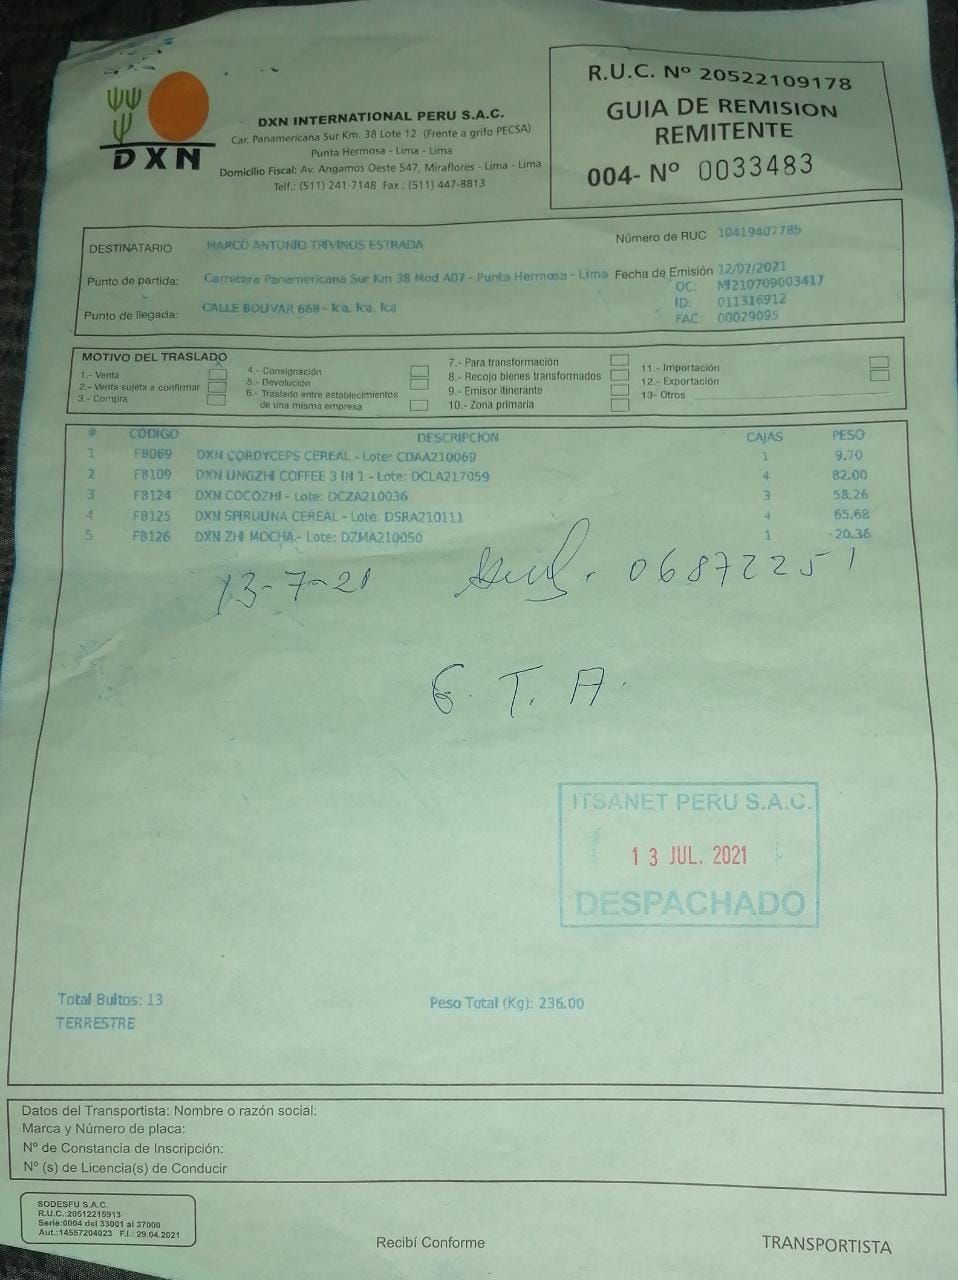 DXN
DXN INTERNATIONAL PERU S.A.C.
Car. Panamericana Sur Km. 38 Lote 12 (Frente a grifo PECSA)
Punta Hermosa - Lima - Lima
Domicilio Fiscal: Av. Angamos Oeste 547, Miraflores - Lima - Lima
Telf.: (511) 241-7148 Fax : (511) 447-8813
R.U.C. Nº 20522109178
GUIA DE REMISION
REMITENTE
004- Nº 0033483
DESTINATARIO MARCO ANTONIO TRIVINOS ESTRADA Número de RUC 10419407785
Punto de partida: Carretera Panamericana Sur Km 38 Mod A07 - Punta Hermosa - Lima Fecha de Emisión 12/07/2021
OC: M210709003417
Punto de llegada: CALLE BOLIVAR 668 - Ica, Ica, Ica ID: 011316912
FAC: 00029095
MOTIVO DEL TRASLADO
1.- Venta
2.- Venta sujeta a confirmar
3.- Compra
4.- Consignación
5.- Devolución
6.- Traslado entre establecimientos
de una misma empresa
7.- Para transformación
8.- Recojo bienes transformados
9.- Emisor itinerante
10.- Zona primaria
11.- Importación
12.- Exportación
13- Otros
# CÓDIGO DESCRIPCION CAJAS PESO
1 FB069 DXN CORDYCEPS CEREAL - Lote: CDAA210069 1 9.70
2 FB109 DXN LINGZHI COFFEE 3 IN 1 - Lote: DCLA217059 4 82.00
3 FB124 DXN COCOZHI - Lote: DCZA210036 3 58.26
4 FB125 DXN SPIRULINA CEREAL - Lote: DSRA210111 4 65.68
5 FB126 DXN ZHI MOCHA - Lote: DZMA210050 1 20.36
13-7-21 06872251
G. T. A.
ITSANET PERU S.A.C.
13 JUL. 2021
DESPACHADO
Total Bultos: 13 Peso Total (Kg): 236.00
TERRESTRE
Datos del Transportista: Nombre o razón social:
Marca y Número de placa:
Nº de Constancia de Inscripción:
Nº (s) de Licencia(s) de Conducir
SODESFU S.A.C.
R.U.C.:20512215913
Serie:0004 del 33001 al 37000
Aut.:14557204023 F.I.: 29.04.2021
Recibí Conforme
TRANSPORTISTA